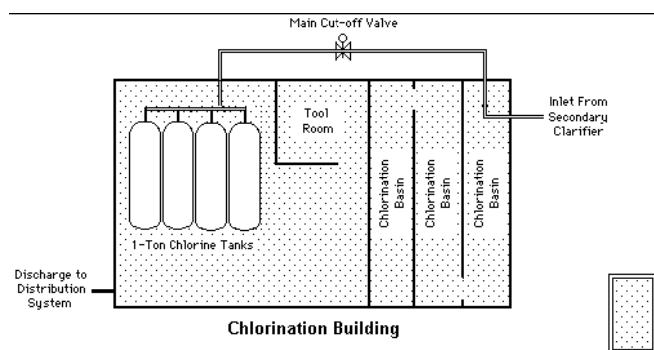 Main Cut-off Valve
Inlet From
Secondary
Clarifier
Tool
Room
Chlorination
Basin
Chlorination
Basin
Chlorination
Basin
1-Ton Chlorine Tanks
Discharge to
Distribution
System
Chlorination Building